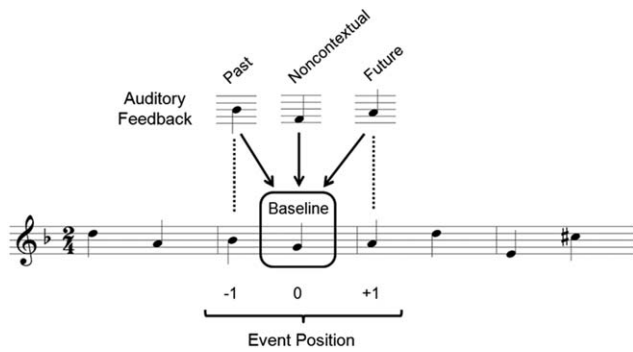 Past Noncontextual Future
Auditory
Feedback
Baseline
2
4
-1 0 +1
Event Position